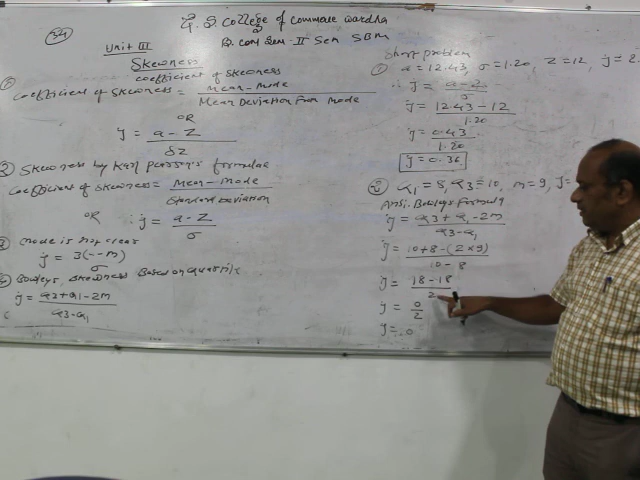 34
G. S. College of commerce wardha
B. com Sem-II Sem SBM
Unit III
Skewness
coefficient of skewness
① coefficient of skewness = mean-mode / Mean Deviation from mode
OR
j = a - Z / δZ
② Skewness by Karl pearson's formulae
coefficient of skewness = mean-mode / Standard Deviation
OR ∴ j = a-Z / σ
③ mode is not clear
j = 3(--m) / σ
④ Bowleys, skewness Based on quartile
j = Q3+Q1-2m / Q3-Q1
Short problem
① a = 12.43, σ = 1.20, Z = 12, j = 2
∴ j = a-Z / σ
j = 12.43-12 / 1.20
j = 0.43 / 1.20
j = 0.36
② Q1 = 8, Q3 = 10, m = 9, J =
Ans:. Bowleys Formula
j = Q3 + Q1 - 2M / Q3-Q1
j = 10+8-(2×9) / 10-8
j = 18-18 / 2
j = 0 / 2
j = 0